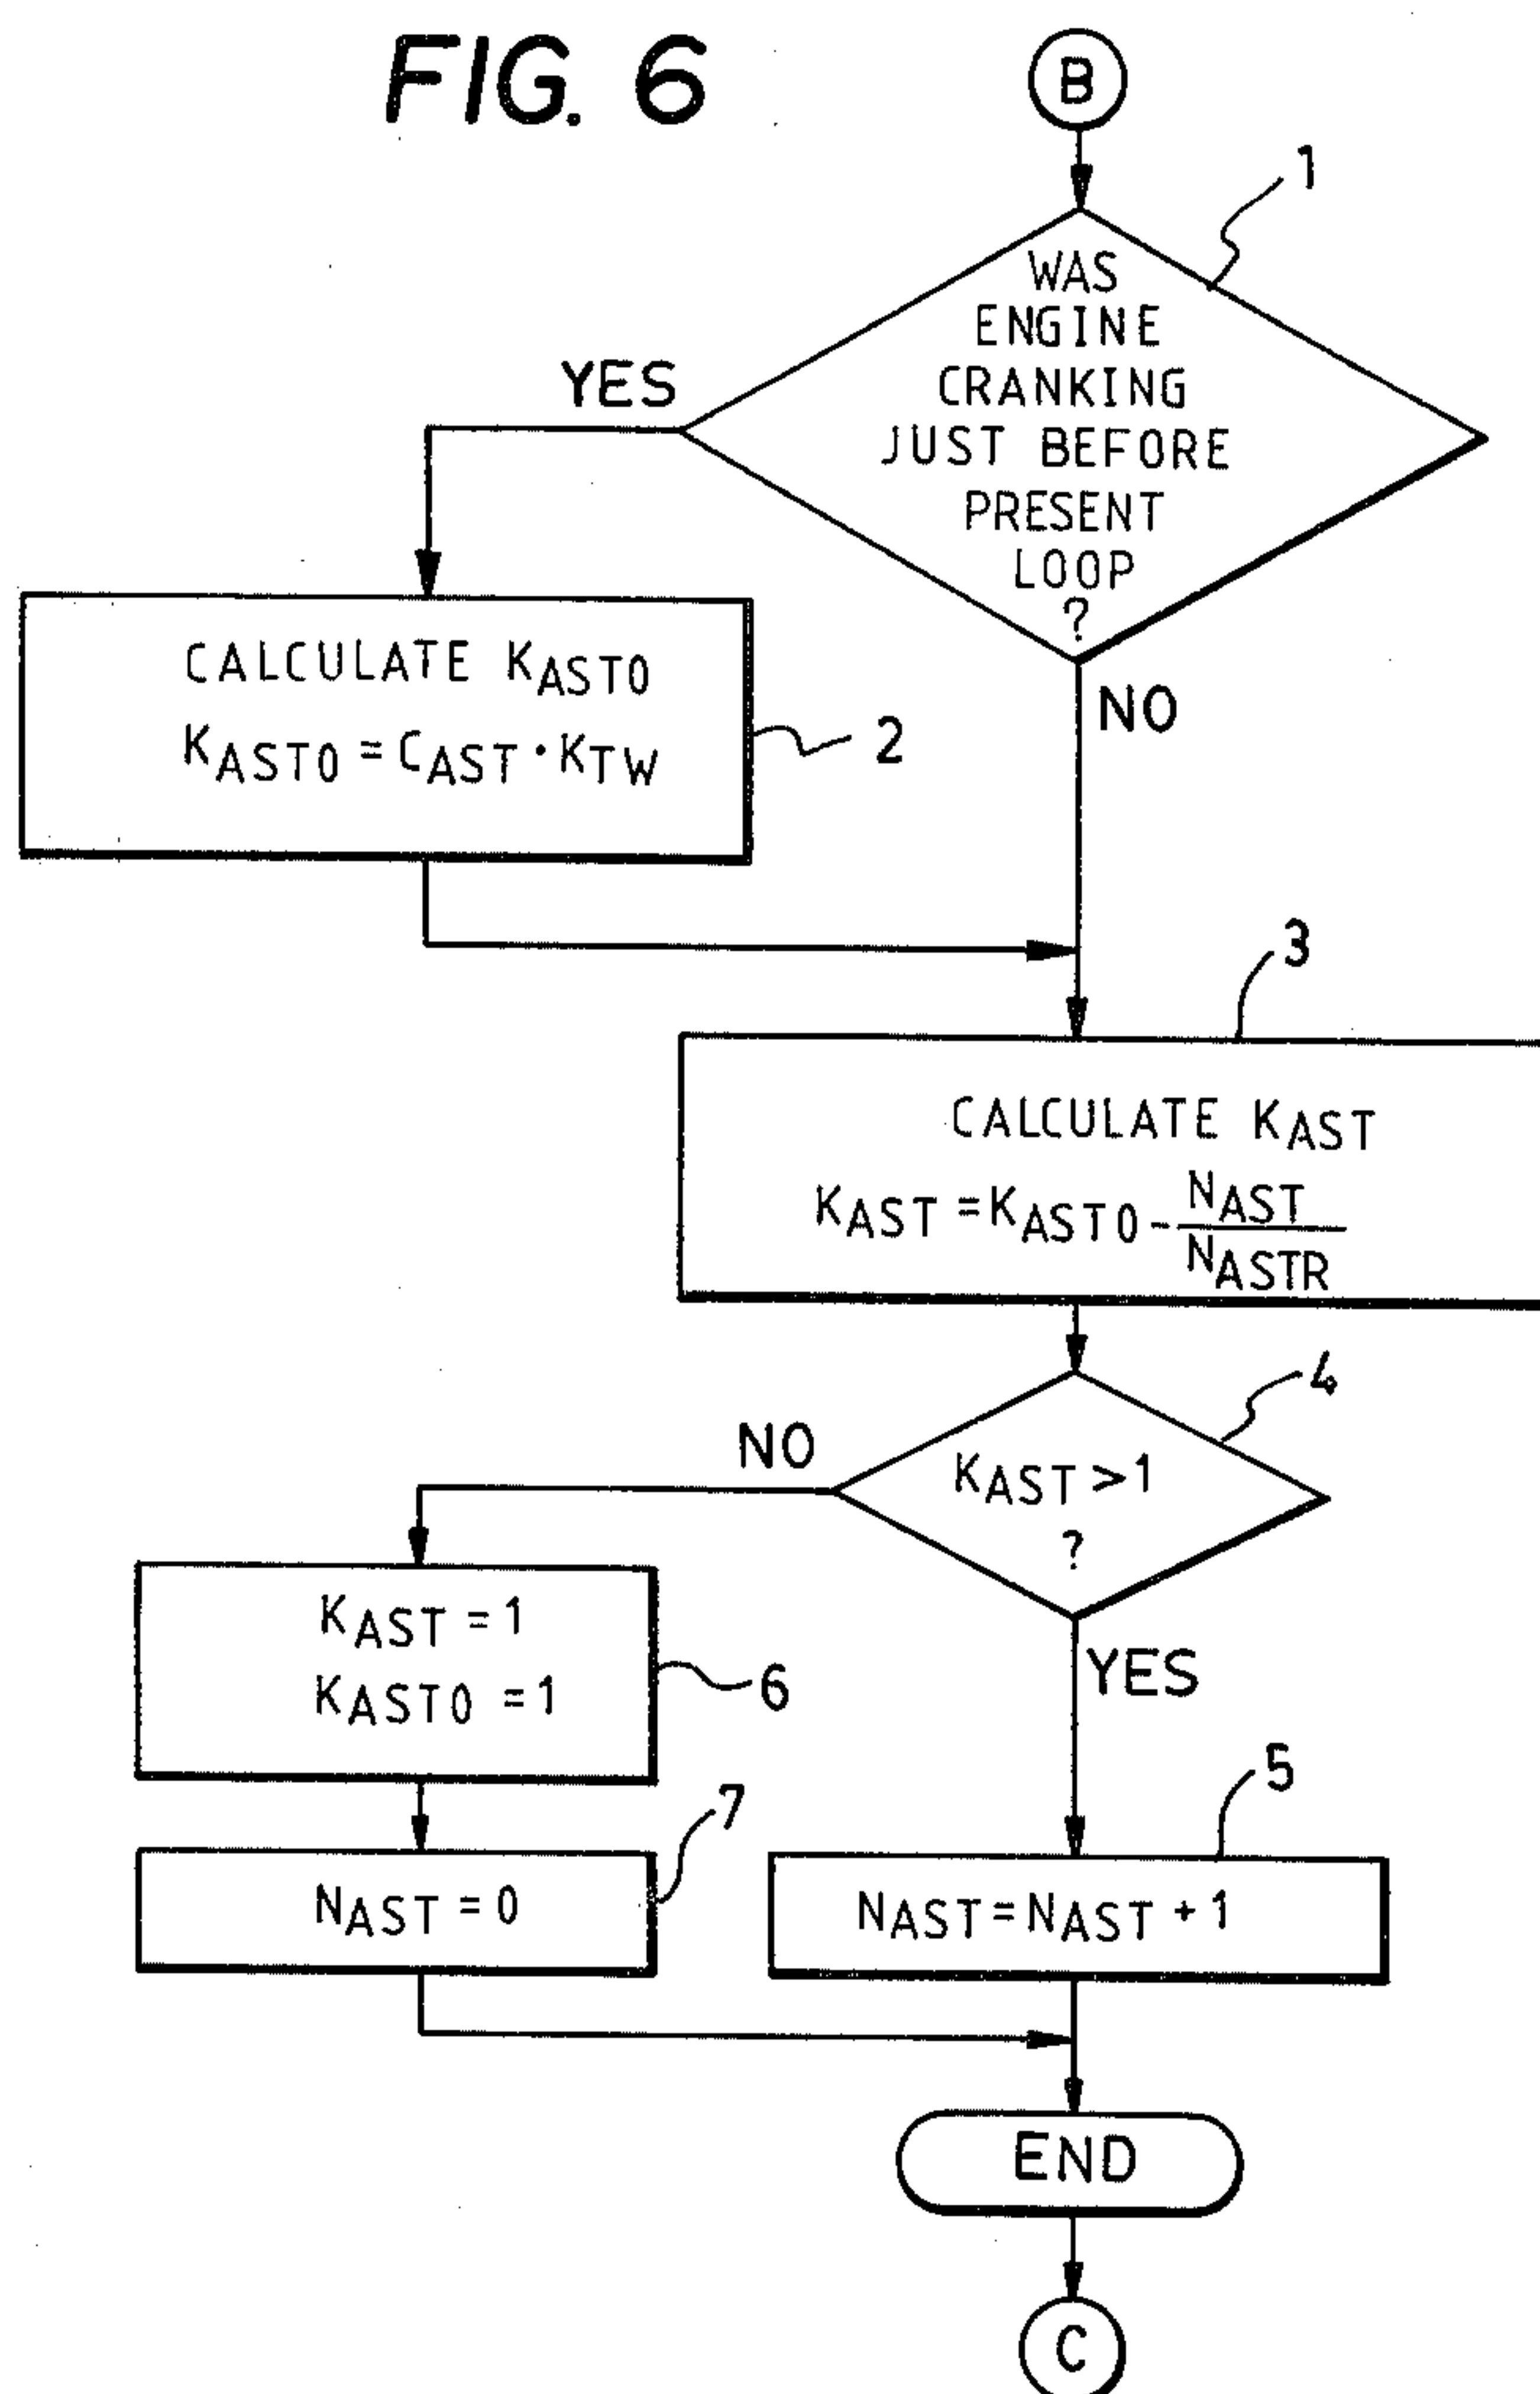 FIG. 6
B
1
WAS
ENGINE
CRANKING
JUST BEFORE
PRESENT
LOOP
?
YES
NO
CALCULATE KAST0
KAST0 = CAST · KTW
2
3
CALCULATE KAST
KAST = KAST0 - NAST
NASTR
4
KAST > 1
?
NO
YES
KAST = 1
KAST0 = 1
6
7
NAST = 0
5
NAST = NAST + 1
END
C